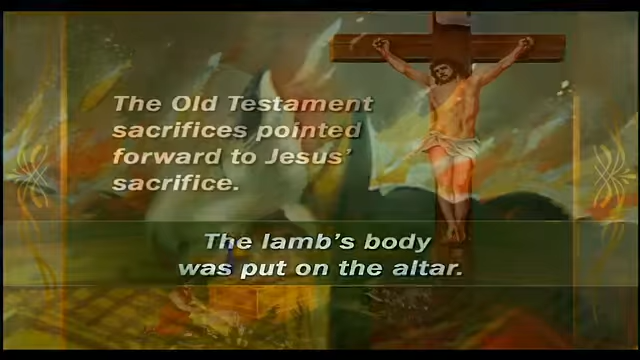 The Old Testament
sacrifices pointed
forward to Jesus'
sacrifice.
The lamb's body
was put on the altar.